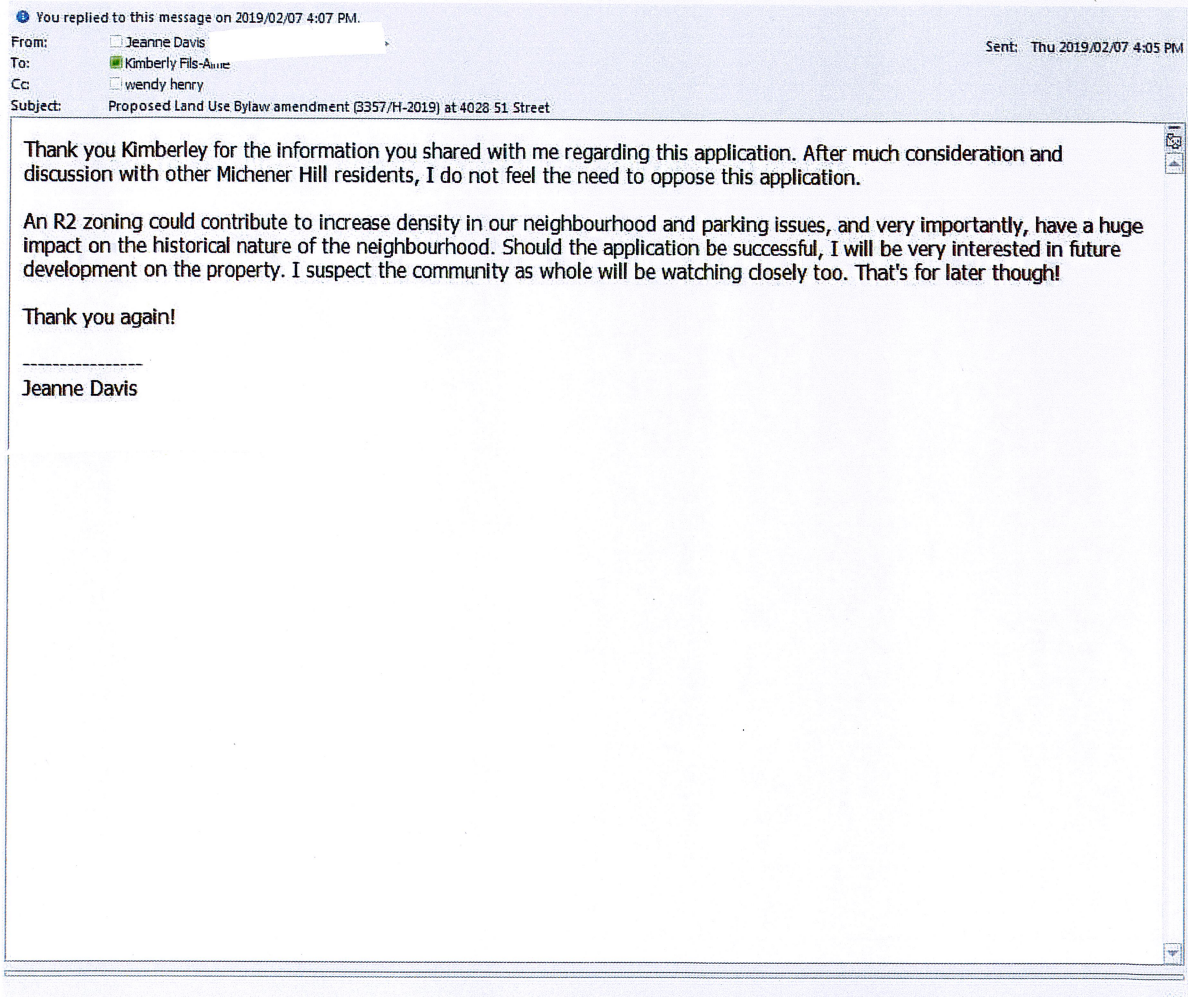 You replied to this message on 2019/02/07 4:07 PM.
From: Jeanne Davis
Sent: Thu 2019/02/07 4:05 PM
To: Kimberly
Cc: wendy henry
Subject: Proposed Land Use Bylaw amendment (3357/H-2019) at 4028 51 Street
Thank you Kimberley for the information you shared with me regarding this application. After much consideration and
discussion with other Michener Hill residents, I do not feel the need to oppose this application.
An R2 zoning could contribute to increase density in our neighbourhood and parking issues, and very importantly, have a huge
impact on the historical nature of the neighbourhood. Should the application be successful, I will be very interested in future
development on the property. I suspect the community as whole will be watching closely too. That's for later though!
Thank you again!
----------------
Jeanne Davis